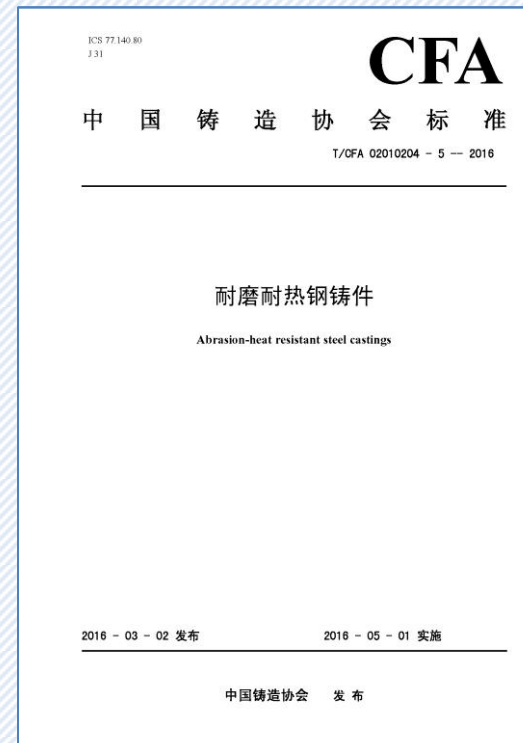 ICS 77.140.80
J 31
CFA
中国铸造协会标准
T/CFA 02010204 - 5 — 2016
耐磨耐热钢铸件
Abrasion-heat resistant steel castings
2016 - 03 - 02 发布
2016 - 05 - 01 实施
中国铸造协会 发 布